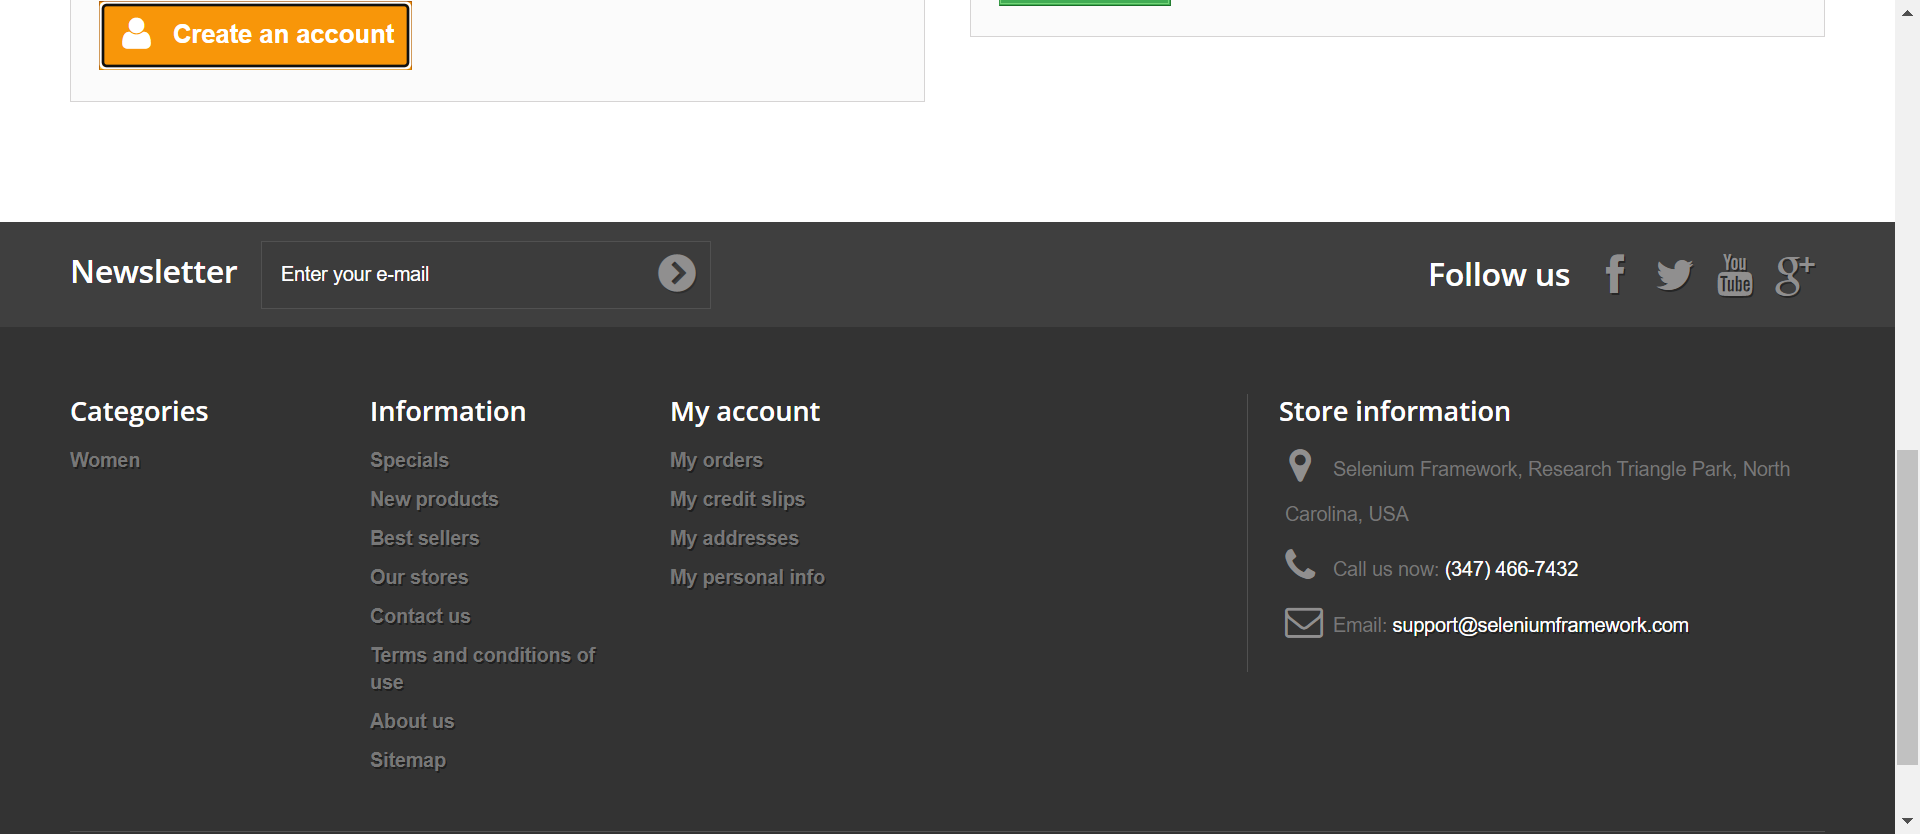 Create an account
Newsletter
Enter your e-mail
Follow us
You
Tube
g+
Categories
Women
Information
Specials
New products
Best sellers
Our stores
Contact us
Terms and conditions of
use
About us
Sitemap
My account
My orders
My credit slips
My addresses
My personal info
Store information
Selenium Framework, Research Triangle Park, North
Carolina, USA
Call us now: (347) 466-7432
Email: support@seleniumframework.com